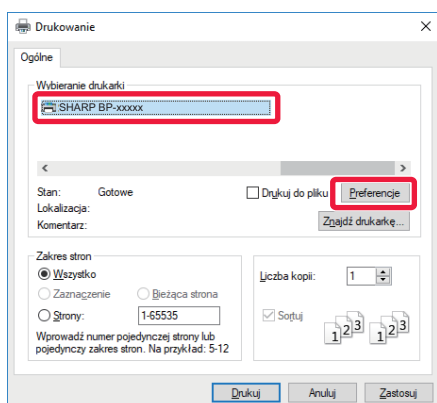 Drukowanie
Ogólne
Wybieranie drukarki
SHARP BP-xxxxx
Stan: Gotowe
Drukuj do pliku
Preferencje
Lokalizacja:
Komentarz:
Znajdź drukarkę...
Zakres stron
Wszystko
Zaznaczenie
Bieżąca strona
Strony:
1-65535
Wprowadź numer pojedynczej strony lub
pojedynczy zakres stron. Na przykład: 5-12
Liczba kopii:
1
Sortuj
1 2 3 1 2 3
Drukuj
Anuluj
Zastosuj